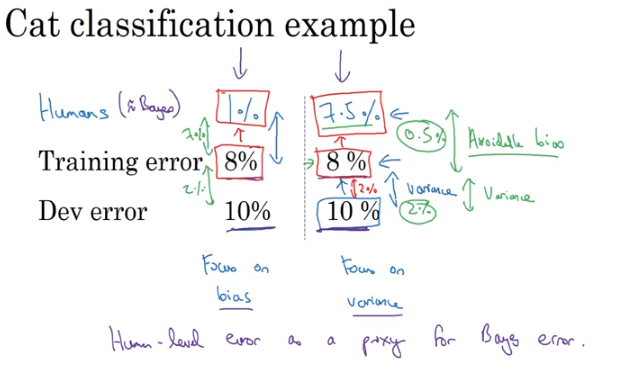 Cat classification example
Humans (≈ Bayes) 1% 7.5%
7% 0.5% Avoidable bias
Training error 8% 8 %
2% 2% Variance 2% Variance
Dev error 10% 10 %
Focus on bias
Focus on variance
Human-level error as a proxy for Bayes error.